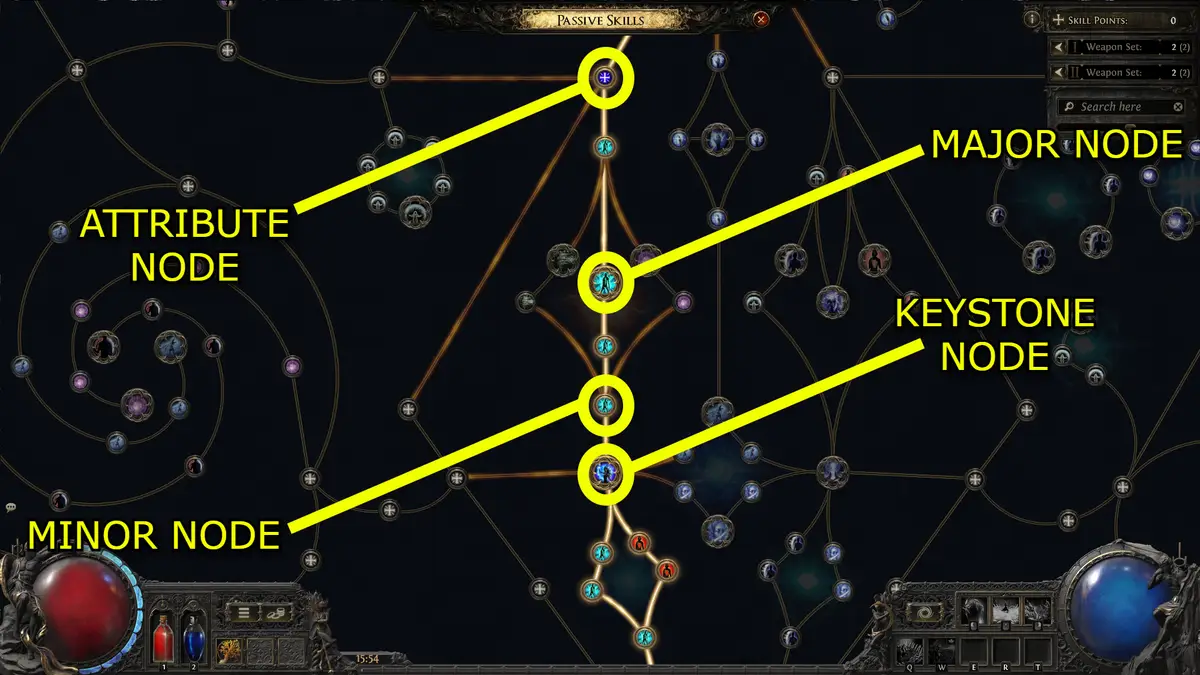 PASSIVE SKILLS
SKILL POINTS: 0
Weapon Set: 2 (2)
Weapon Set: 2 (2)
Search here
MAJOR NODE
ATTRIBUTE
NODE
KEYSTONE
NODE
MINOR NODE
3
1 2
15:54
Q W E R T